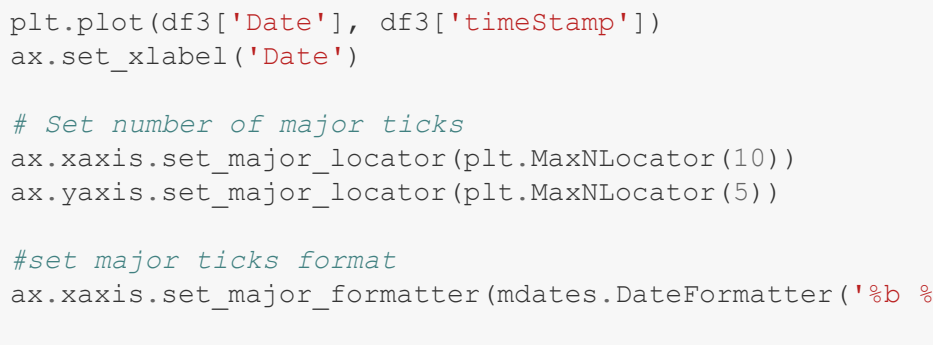 plt.plot(df3['Date'], df3['timeStamp'])
ax.set_xlabel('Date')
# Set number of major ticks
ax.xaxis.set_major_locator(plt.MaxNLocator(10))
ax.yaxis.set_major_locator(plt.MaxNLocator(5))
#set major ticks format
ax.xaxis.set_major_formatter(mdates.DateFormatter('%b %